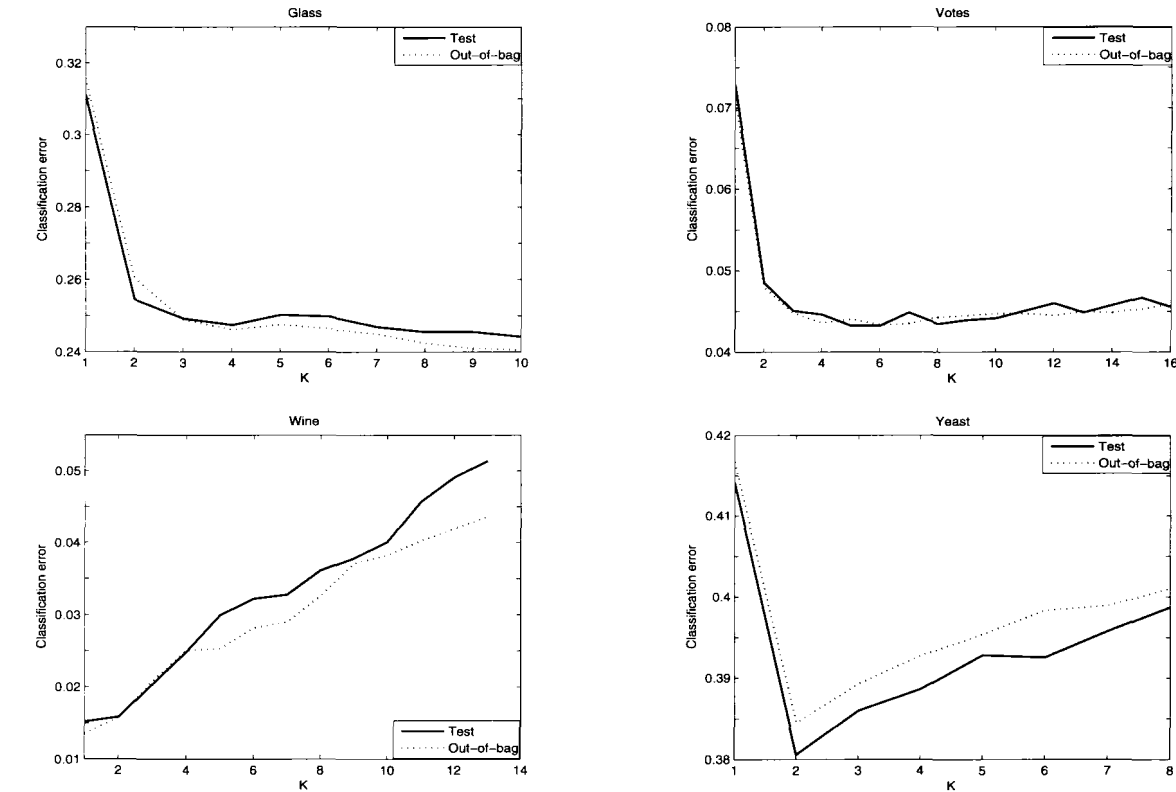 Glass
Test
Out-of-bag
0.32
0.3
0.28
0.26
0.24
Classification error
1 2 3 4 5 6 7 8 9 10
K
Votes
Test
Out-of-bag
0.08
0.07
0.06
0.05
0.04
Classification error
2 4 6 8 10 12 14 16
K
Wine
0.05
0.04
0.03
0.02
0.01
Classification error
Test
Out-of-bag
2 4 6 8 10 12 14
K
Yeast
Test
Out-of-bag
0.42
0.41
0.4
0.39
0.38
Classification error
1 2 3 4 5 6 7 8
K